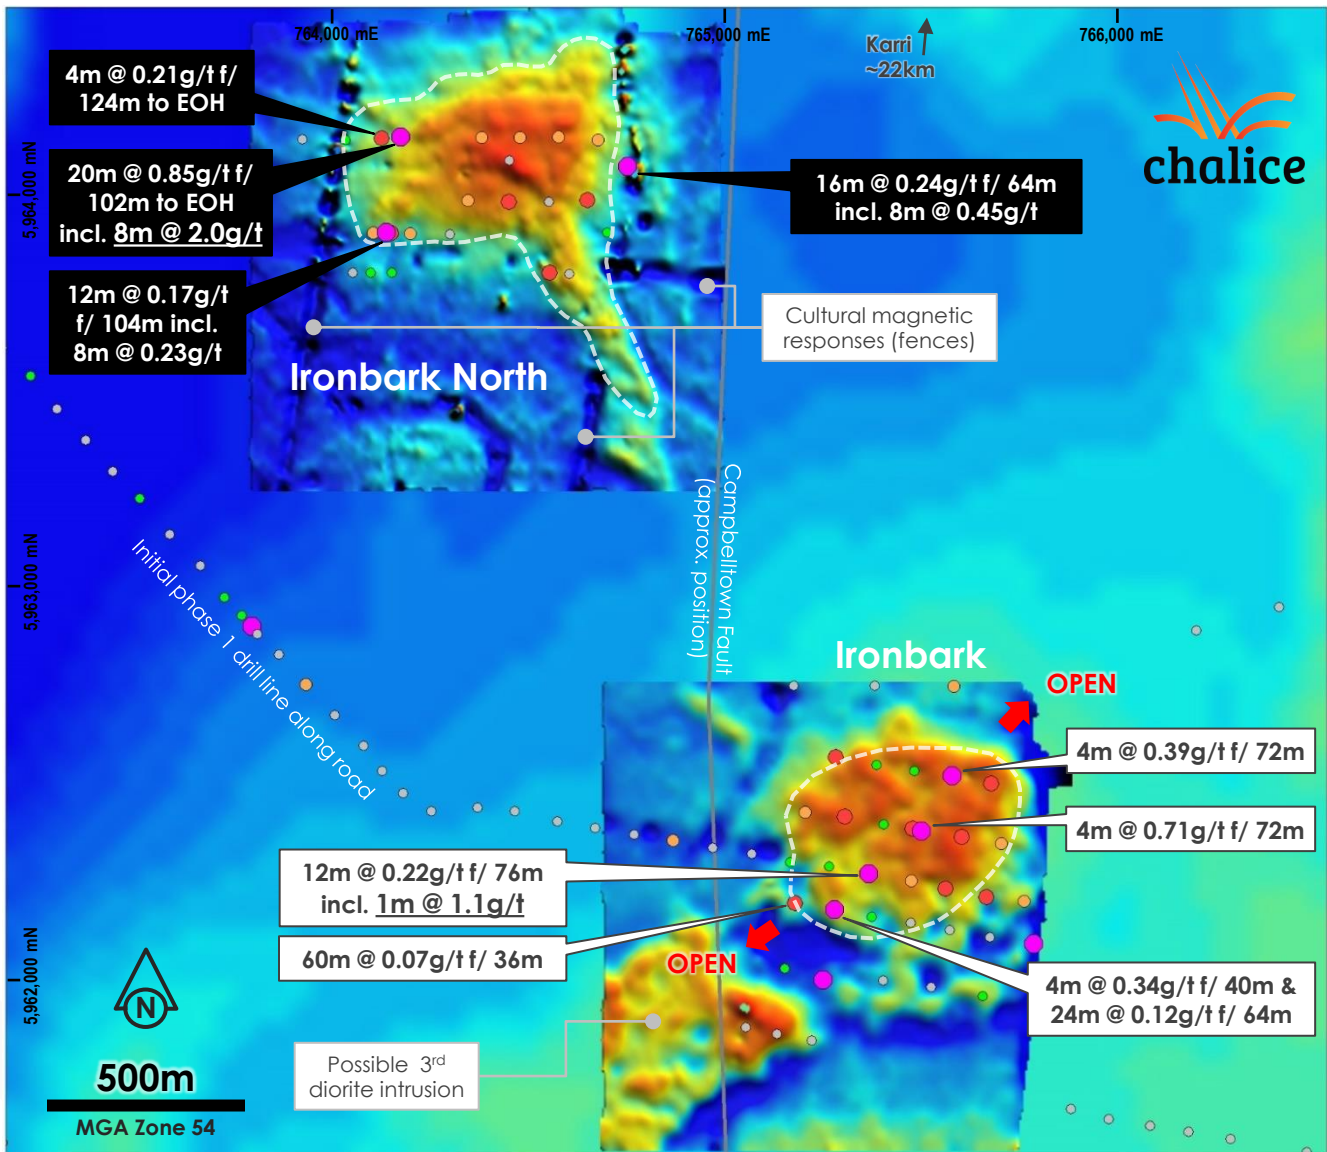 764,000 mE
765,000 mE
766,000 mE
Karri
~22km
chalice
4m @ 0.21g/t f/
124m to EOH
20m @ 0.85g/t f/
102m to EOH
incl. 8m @ 2.0g/t
12m @ 0.17g/t
f/ 104m incl.
8m @ 0.23g/t
16m @ 0.24g/t f/ 64m
incl. 8m @ 0.45g/t
5,964,000 mN
Cultural magnetic
responses (fences)
Ironbark North
Campbelltown Fault
(approx. position)
5,963,000 mN
Initial phase 1 drill line along road
Ironbark
OPEN
4m @ 0.39g/t f/ 72m
4m @ 0.71g/t f/ 72m
12m @ 0.22g/t f/ 76m
incl. 1m @ 1.1g/t
60m @ 0.07g/t f/ 36m
OPEN
4m @ 0.34g/t f/ 40m &
24m @ 0.12g/t f/ 64m
5,962,000 mN
N
Possible 3rd
diorite intrusion
500m
MGA Zone 54